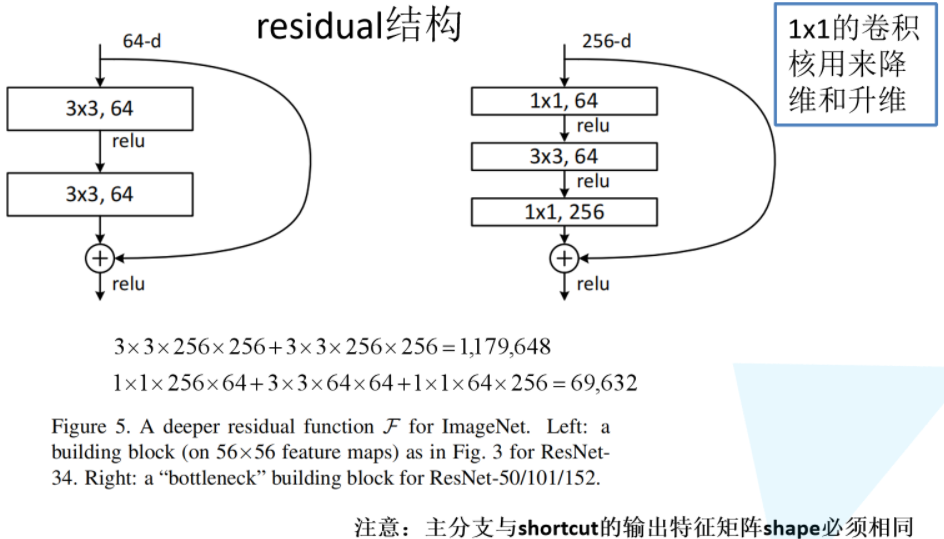 residual结构
1x1的卷积
核用来降
维和升维
64-d
3x3, 64
relu
3x3, 64
relu
256-d
1x1, 64
relu
3x3, 64
relu
1x1, 256
relu
3×3×256×256+3×3×256×256=1,179,648
1×1×256×64+3×3×64×64+1×1×64×256=69,632
Figure 5. A deeper residual function F for ImageNet. Left: a
building block (on 56×56 feature maps) as in Fig. 3 for ResNet-
34. Right: a “bottleneck” building block for ResNet-50/101/152.
注意：主分支与shortcut的输出特征矩阵shape必须相同